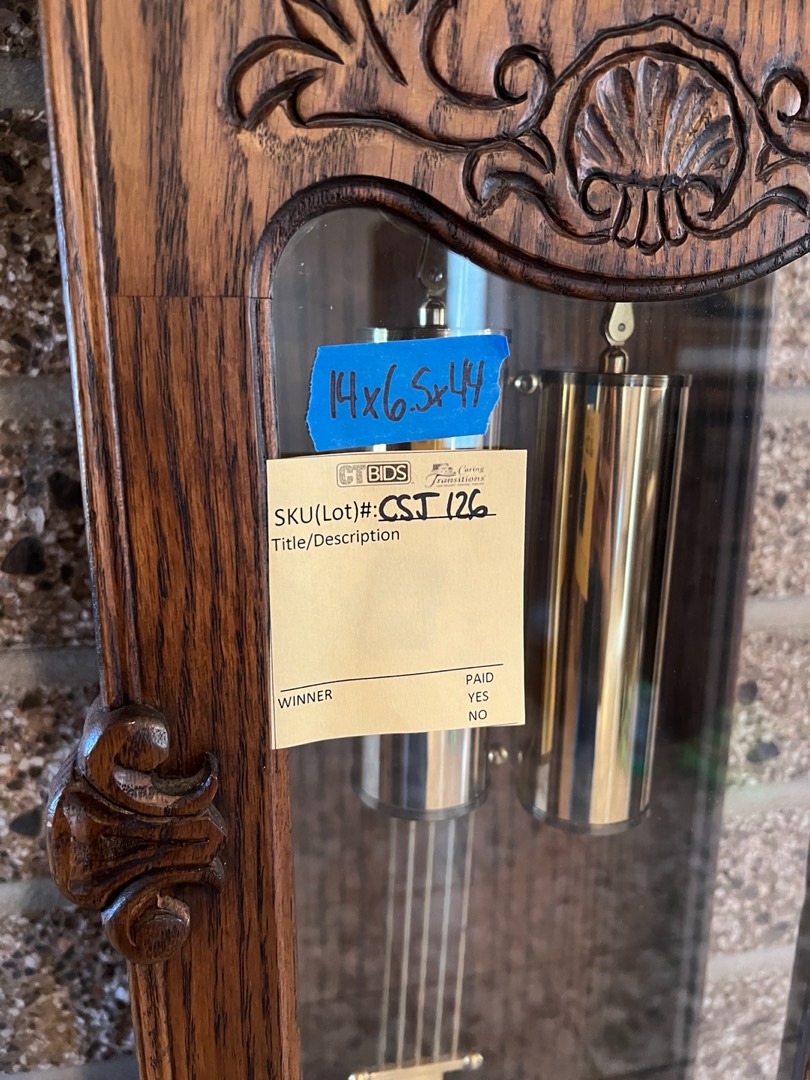 14x6.5x44
CTBIDS Caring Transitions
SKU(Lot)#:CSJ 126
Title/Description
WINNER
PAID
YES
NO